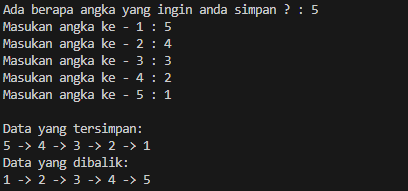 Ada berapa angka yang ingin anda simpan ? : 5
Masukan angka ke - 1 : 5
Masukan angka ke - 2 : 4
Masukan angka ke - 3 : 3
Masukan angka ke - 4 : 2
Masukan angka ke - 5 : 1

Data yang tersimpan:
5 -> 4 -> 3 -> 2 -> 1
Data yang dibalik:
1 -> 2 -> 3 -> 4 -> 5